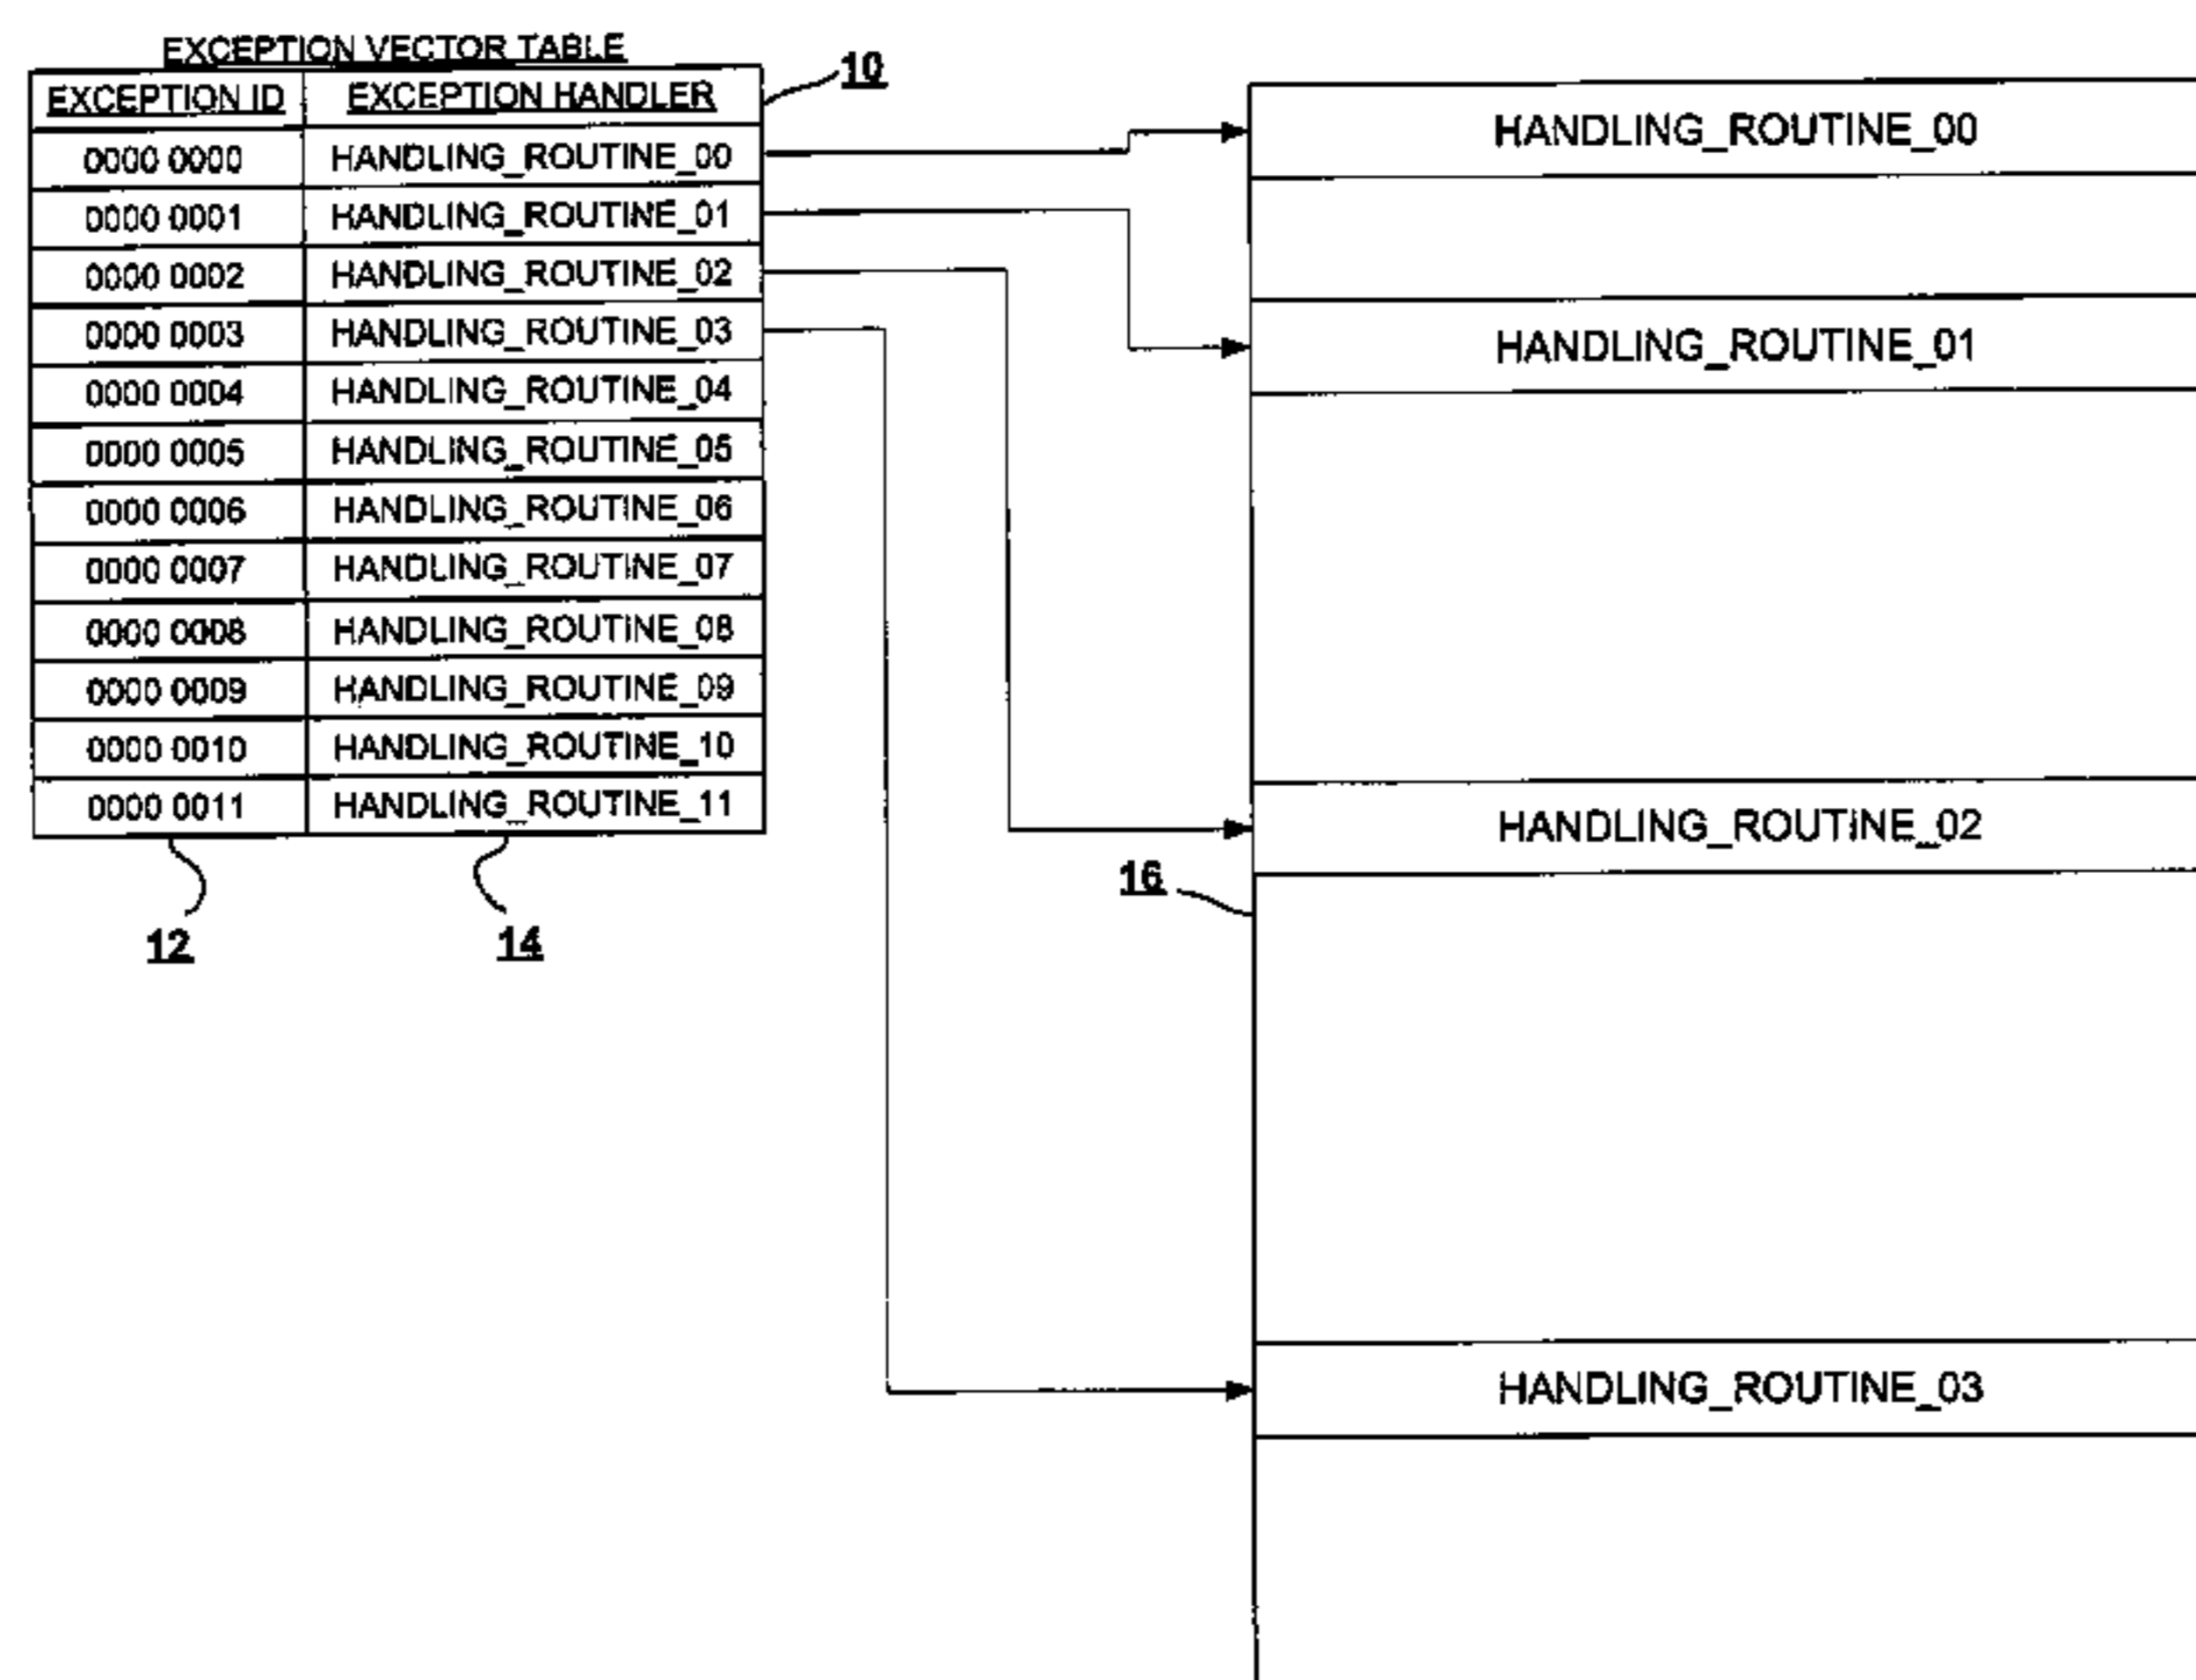 EXCEPTION VECTOR TABLE
10
EXCEPTION ID EXCEPTION HANDLER
0000 0000 HANDLING_ROUTINE_00
0000 0001 HANDLING_ROUTINE_01
0000 0002 HANDLING_ROUTINE_02
0000 0003 HANDLING_ROUTINE_03
0000 0004 HANDLING_ROUTINE_04
0000 0005 HANDLING_ROUTINE_05
0000 0006 HANDLING_ROUTINE_06
0000 0007 HANDLING_ROUTINE_07
0000 0008 HANDLING_ROUTINE_08
0000 0009 HANDLING_ROUTINE_09
0000 0010 HANDLING_ROUTINE_10
0000 0011 HANDLING_ROUTINE_11
12 14
HANDLING_ROUTINE_00
HANDLING_ROUTINE_01
HANDLING_ROUTINE_02
16
HANDLING_ROUTINE_03